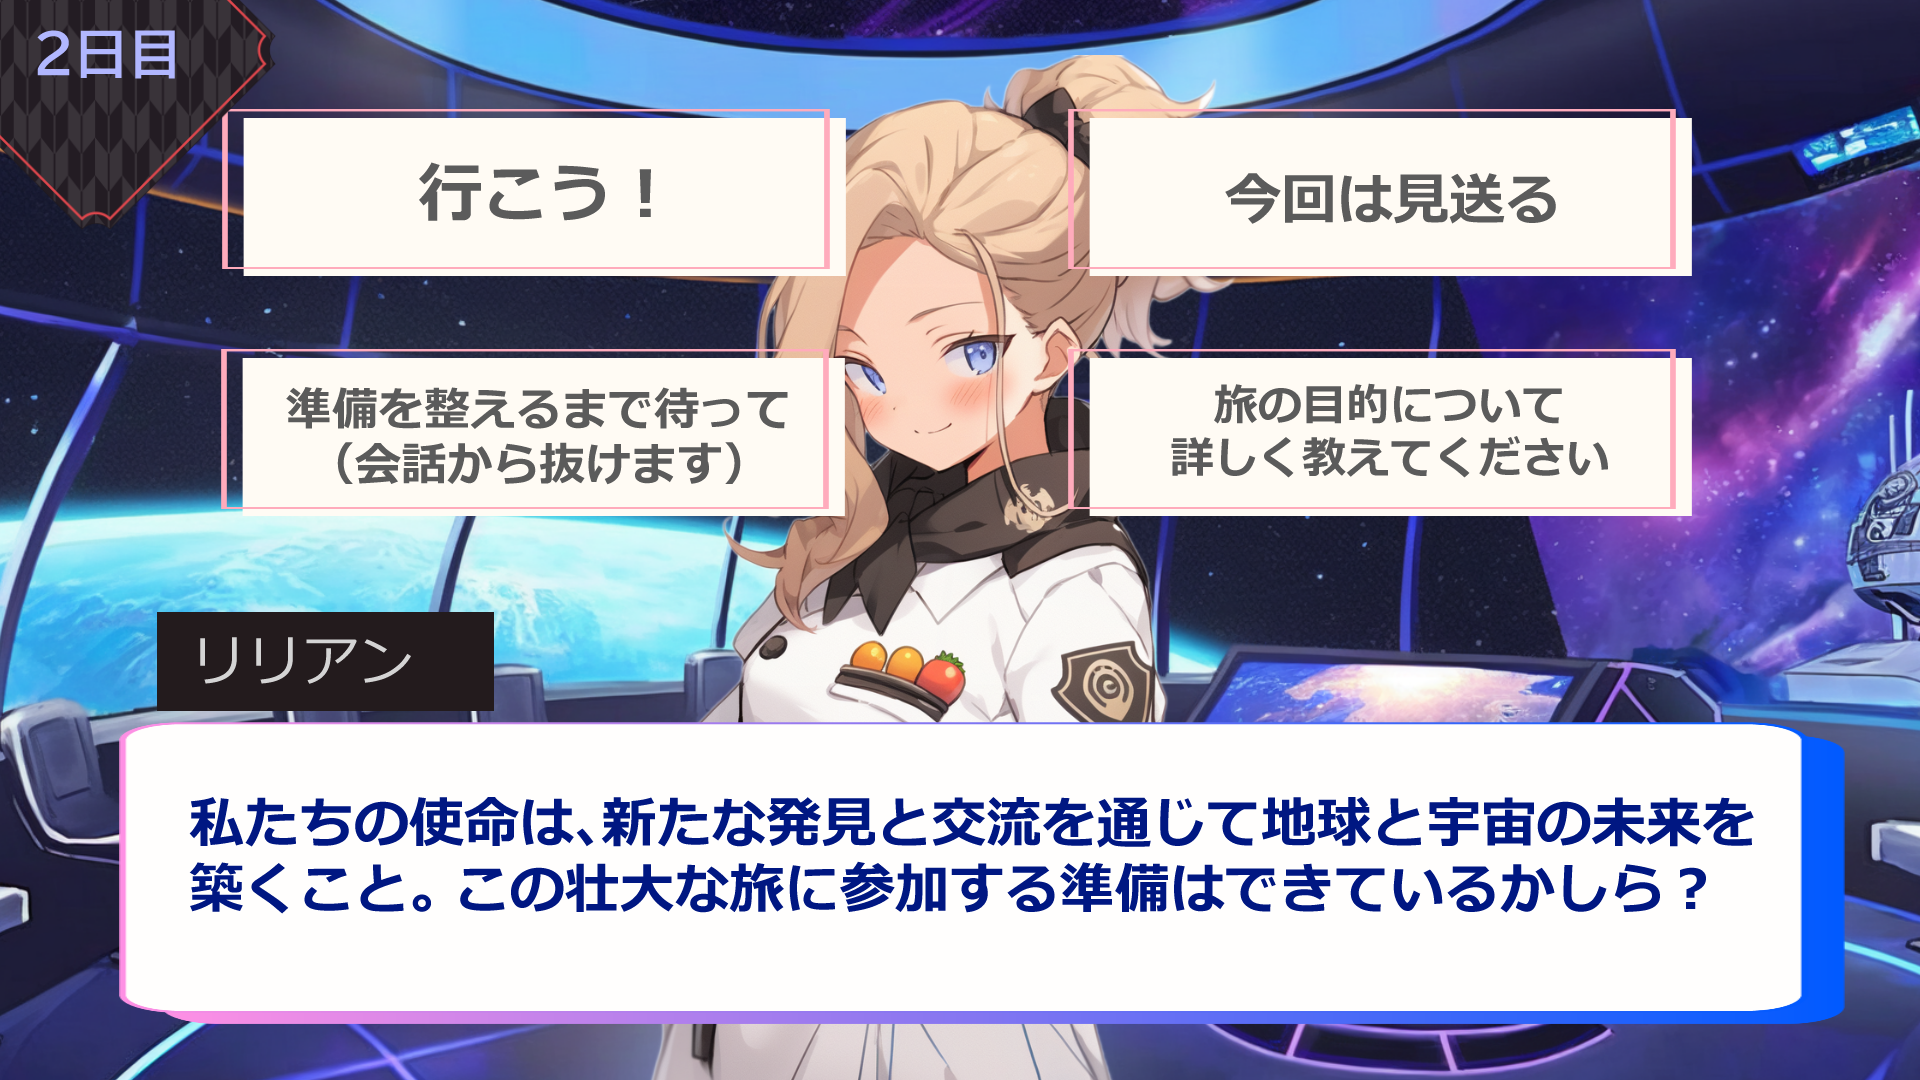 2日目
行こう！
今回は見送る
準備を整えるまで待って
（会話から抜けます）
旅の目的について
詳しく教えてください
リリアン
私たちの使命は、新たな発見と交流を通じて地球と宇宙の未来を
築くこと。この壮大な旅に参加する準備はできているかしら？